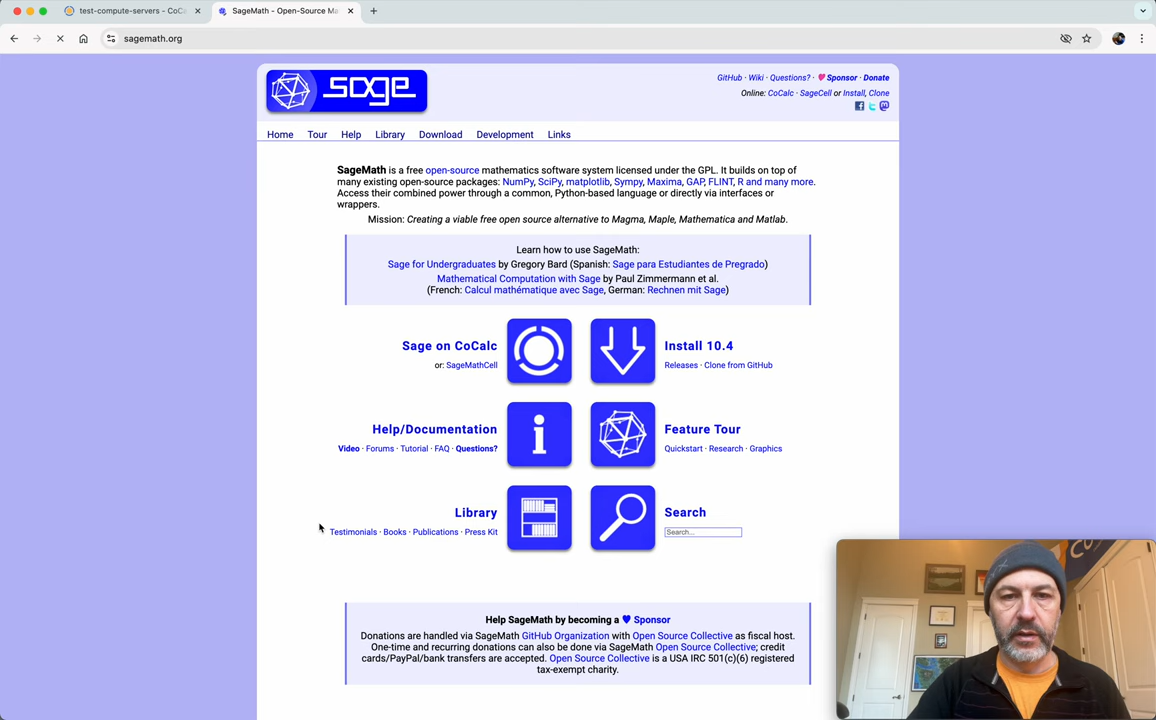 test-compute-servers - CoCa
SageMath - Open-Source Ma
sagemath.org
sage
GitHub · Wiki · Questions? · Sponsor · Donate
Online: CoCalc · SageCell or Install, Clone
Home Tour Help Library Download Development Links
SageMath is a free open-source mathematics software system licensed under the GPL. It builds on top of
many existing open-source packages: NumPy, SciPy, matplotlib, Sympy, Maxima, GAP, FLINT, R and many more.
Access their combined power through a common, Python-based language or directly via interfaces or
wrappers.
Mission: Creating a viable free open source alternative to Magma, Maple, Mathematica and Matlab.
Learn how to use SageMath:
Sage for Undergraduates by Gregory Bard (Spanish: Sage para Estudiantes de Pregrado)
Mathematical Computation with Sage by Paul Zimmermann et al.
(French: Calcul mathématique avec Sage, German: Rechnen mit Sage)
Sage on CoCalc
or: SageMathCell
Install 10.4
Releases · Clone from GitHub
Help/Documentation
Video · Forums · Tutorial · FAQ · Questions?
Feature Tour
Quickstart · Research · Graphics
Library
Testimonials · Books · Publications · Press Kit
Search
Search...
Help SageMath by becoming a Sponsor
Donations are handled via SageMath GitHub Organization with Open Source Collective as fiscal host.
One-time and recurring donations can also be done via SageMath Open Source Collective; credit
cards/PayPal/bank transfers are accepted. Open Source Collective is a USA IRC 501(c)(6) registered
tax-exempt charity.